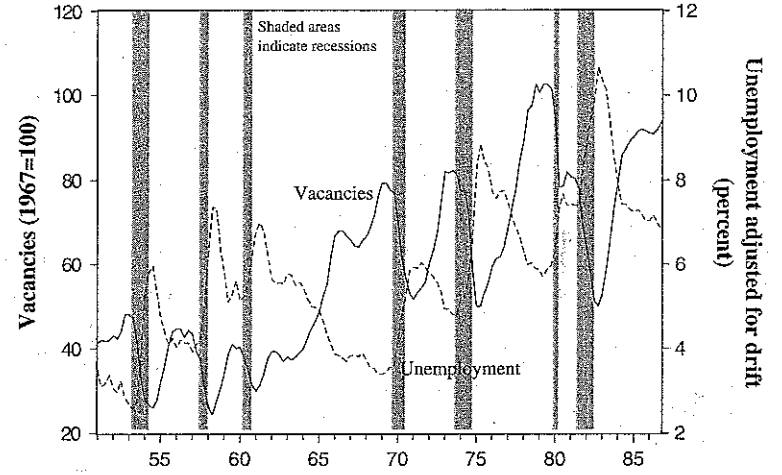 120
100
80
60
40
20
Vacancies (1967=100)
Shaded areas
indicate recessions
Vacancies
Unemployment
12
10
8
6
4
2
Unemployment adjusted for drift
(percent)
55
60
65
70
75
80
85